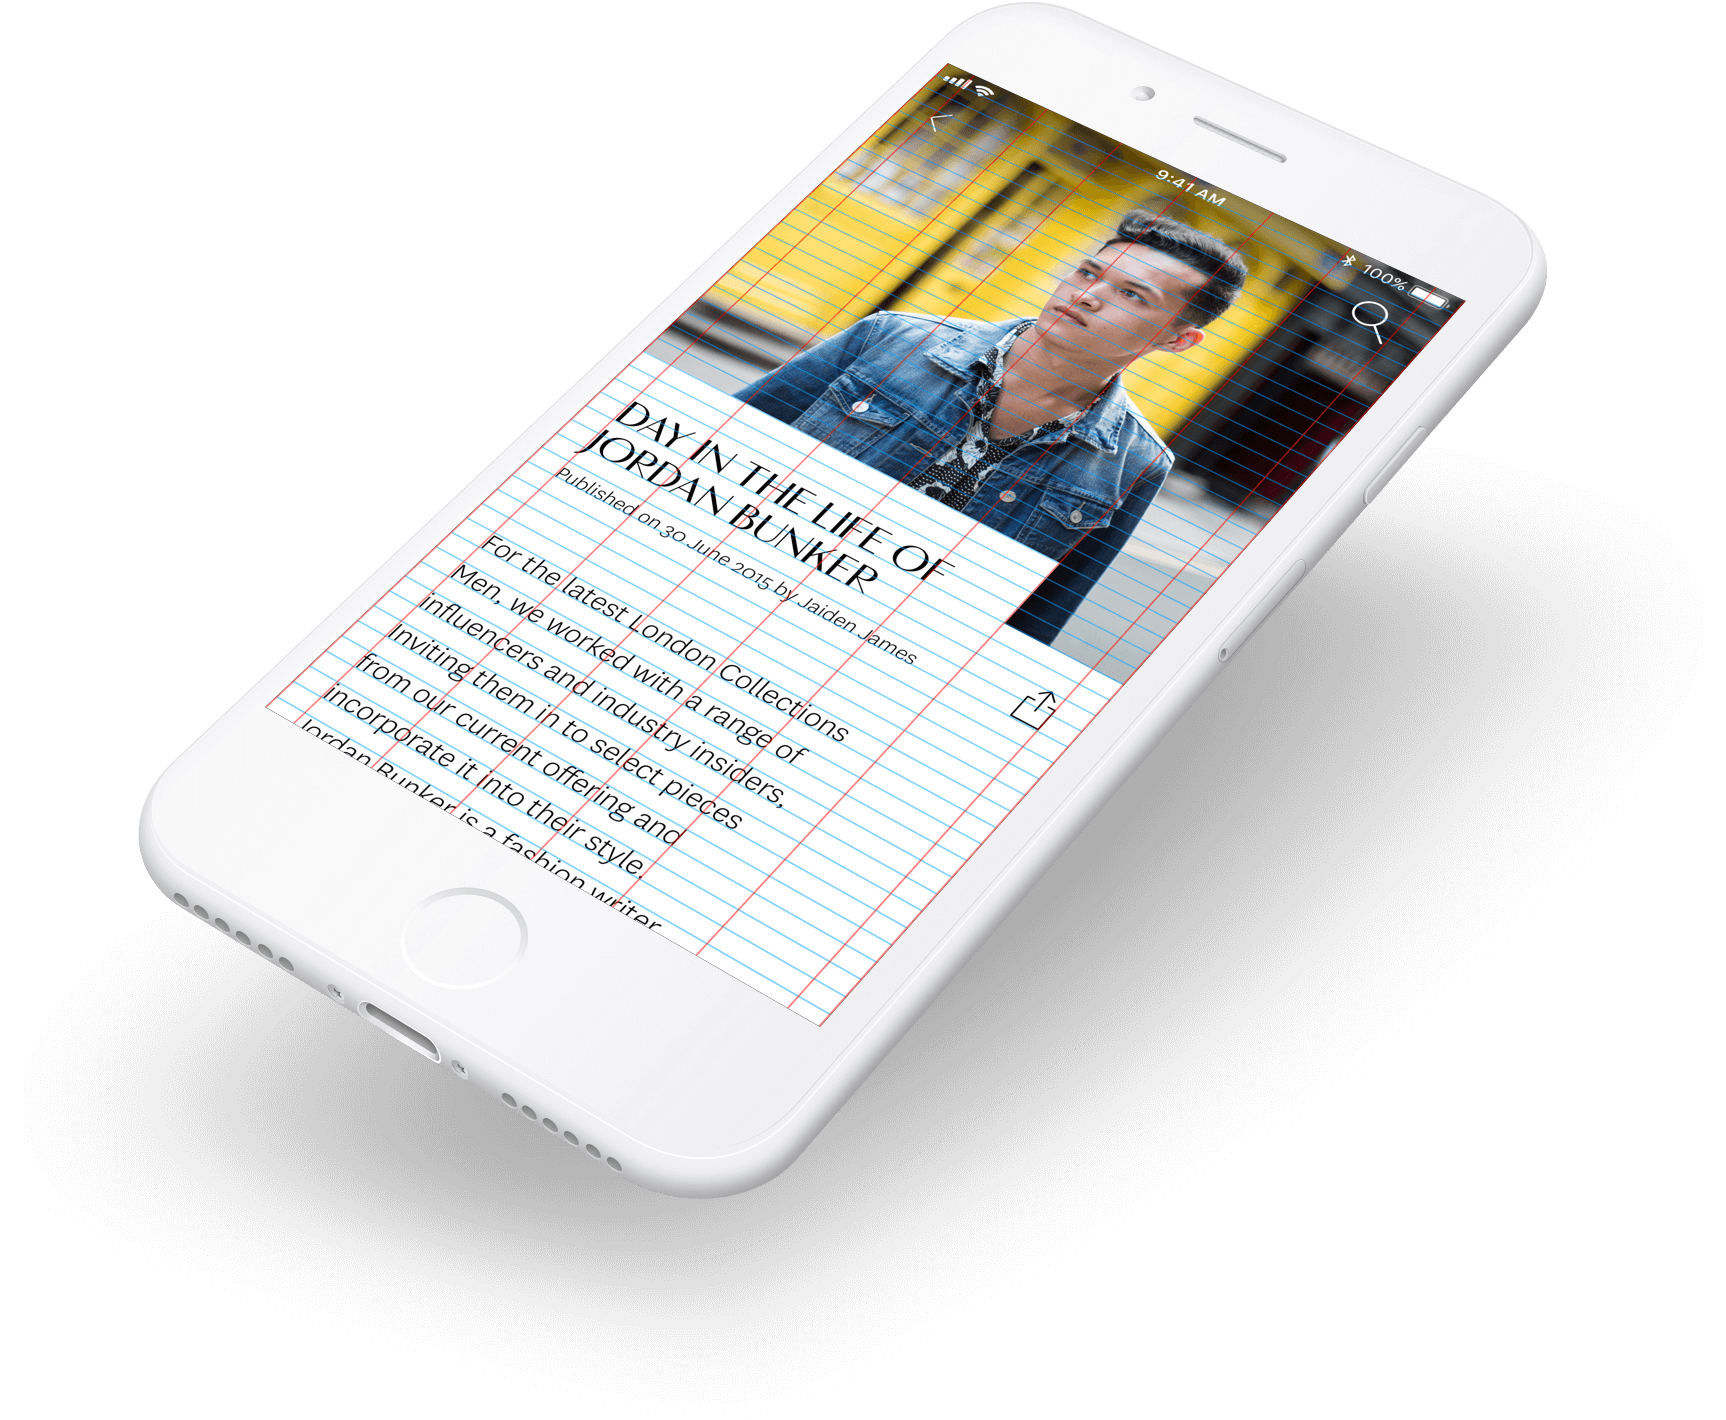 9:41 AM
100%
DAY IN THE LIFE OF
JORDAN BUNKER
Published on 30 June 2015 by Jaiden James
For the latest London Collections
Men, we worked with a range of
influencers and industry insiders,
Inviting them in to select pieces
from our current offering and
incorporate it into their style.
Jordan Bunker is a fashion writer